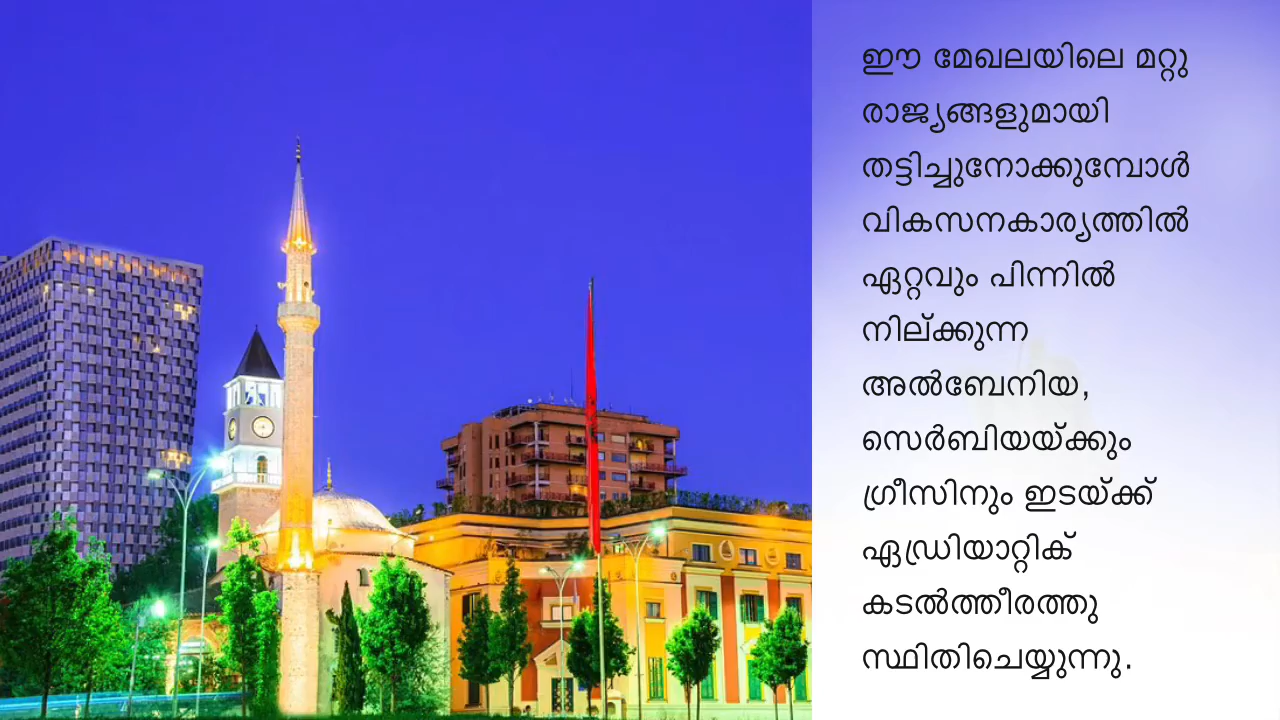 ഈ മേഖലയിലെ മറ്റു
രാജ്യങ്ങളുമായി
തട്ടിച്ചുനോക്കുമ്പോൾ
വികസനകാര്യത്തിൽ
ഏറ്റവും പിന്നിൽ
നില്ക്കുന്ന
അൽബേനിയ,
സെർബിയയ്ക്കും
ഗ്രീസിനും ഇടയ്ക്ക്
ഏഡ്രിയാറ്റിക്
കടൽത്തീരത്തു
സ്ഥിതിചെയ്യുന്നു.